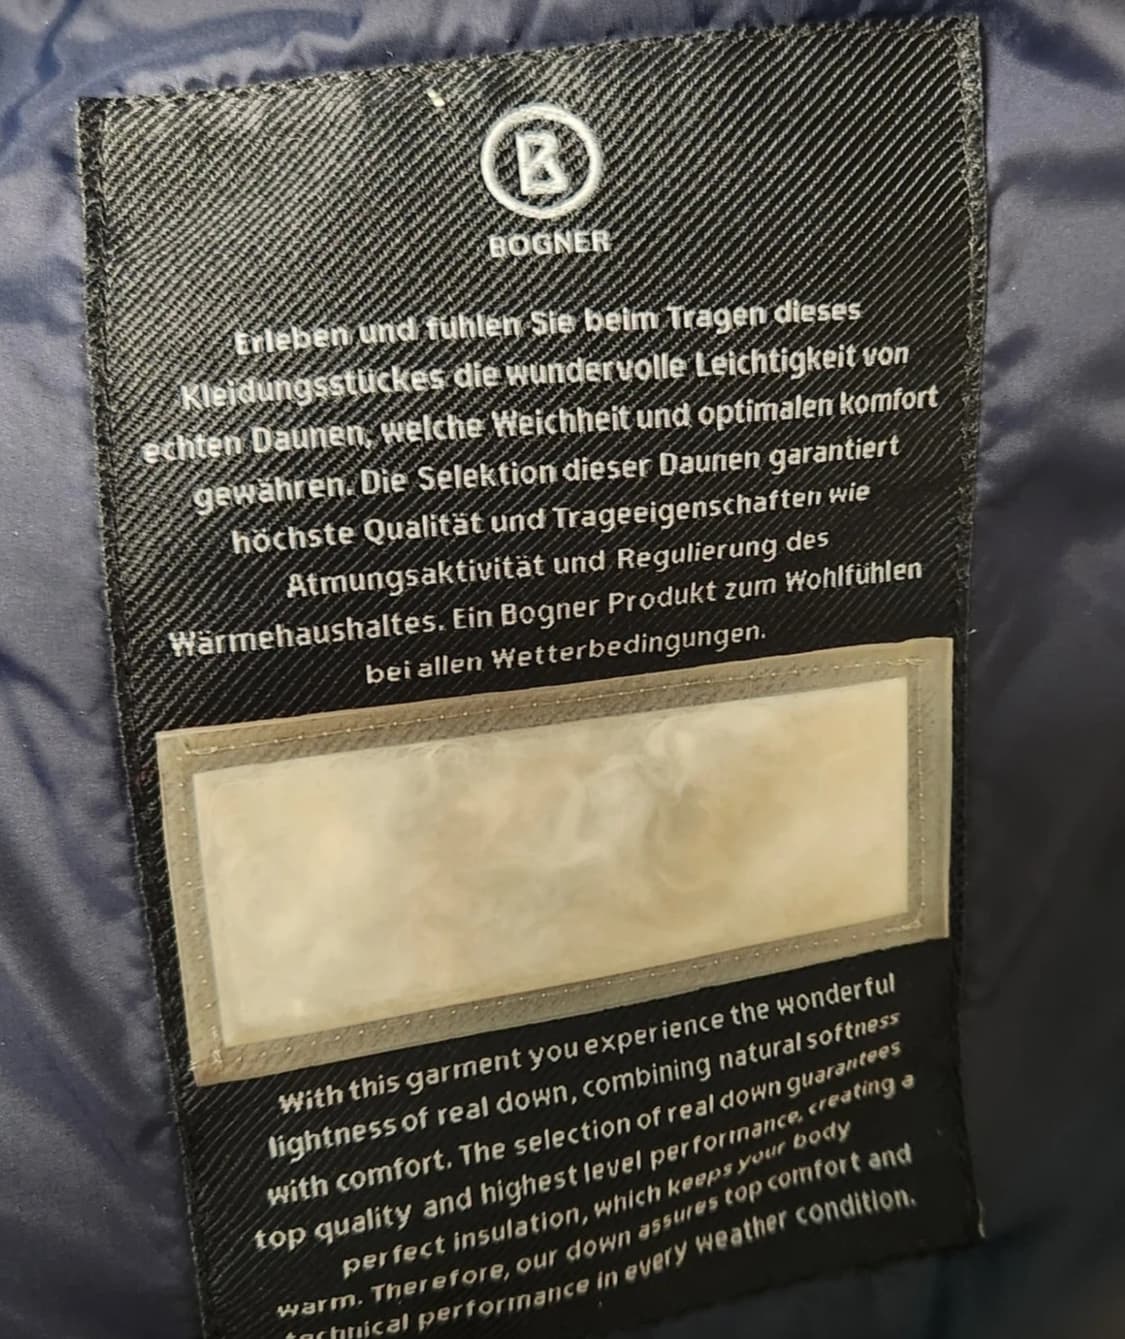 B
BOGNER
Erleben und fühlen Sie beim Tragen dieses
Kleidungsstückes die wundervolle Leichtigkeit von
echten Daunen, welche Weichheit und optimalen komfort
gewähren. Die Selektion dieser Daunen garantiert
höchste Qualität und Trageeigenschaften wie
Atmungsaktivität und Regulierung des
Wärmehaushaltes. Ein Bogner Produkt zum Wohlfühlen
bei allen Wetterbedingungen.
With this garment you experience the wonderful
lightness of real down, combining natural softness
with comfort. The selection of real down guarantees
top quality and highest level performance, creating a
perfect insulation, which keeps your body
warm. Therefore, our down assures top comfort and
technical performance in every weather condition.